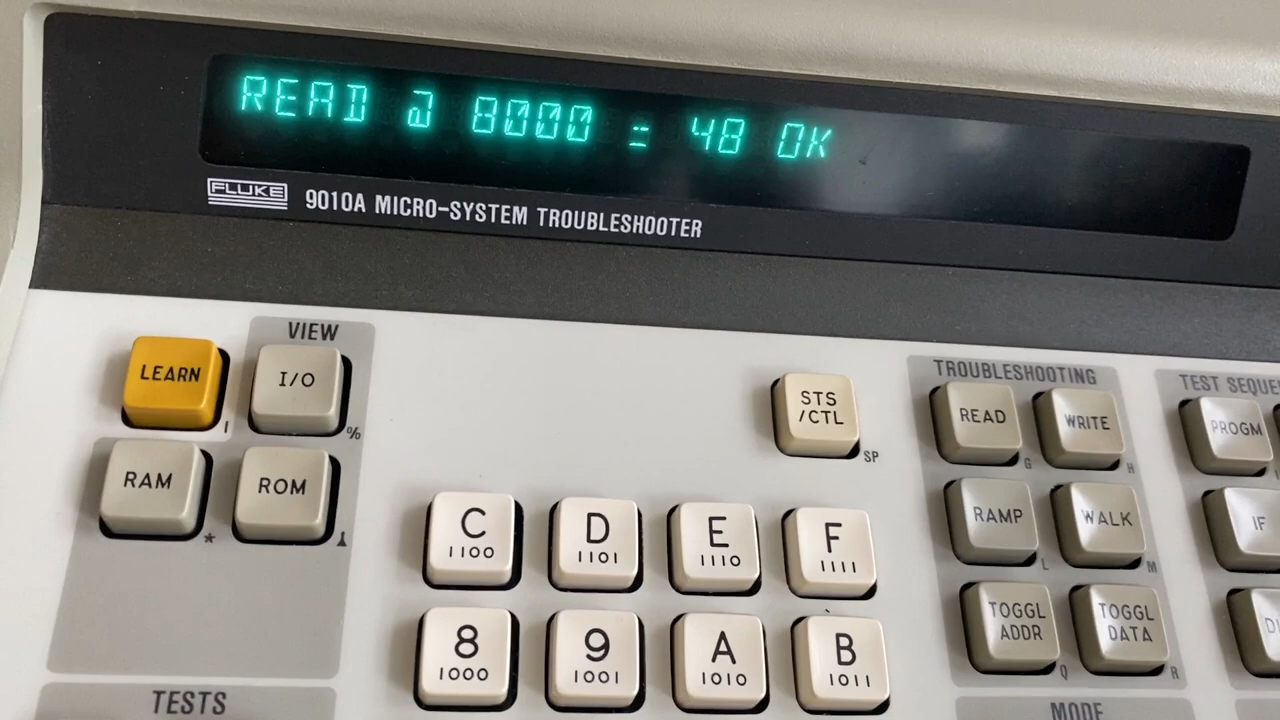 READ @ 8000 = 48 OK
FLUKE 9010A MICRO-SYSTEM TROUBLESHOOTER
VIEW
LEARN I/O
I %
RAM ROM
*
TESTS
STS
/CTL
SP
C D E F
1100 1101 1110 1111
8 9 A B
1000 1001 1010 1011
TROUBLESHOOTING
READ WRITE
G H
RAMP WALK
L M
TOGGL TOGGL
ADDR DATA
Q R
MODE
TEST
PROGM
IF